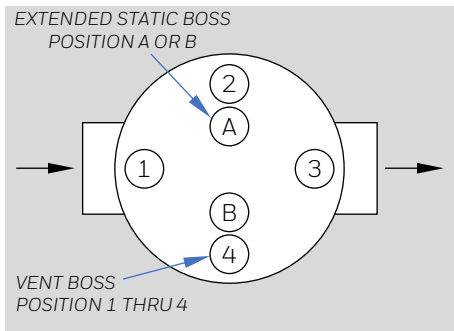 EXTENDED STATIC BOSS
POSITION A OR B
2
A
1
3
B
4
VENT BOSS
POSITION 1 THRU 4